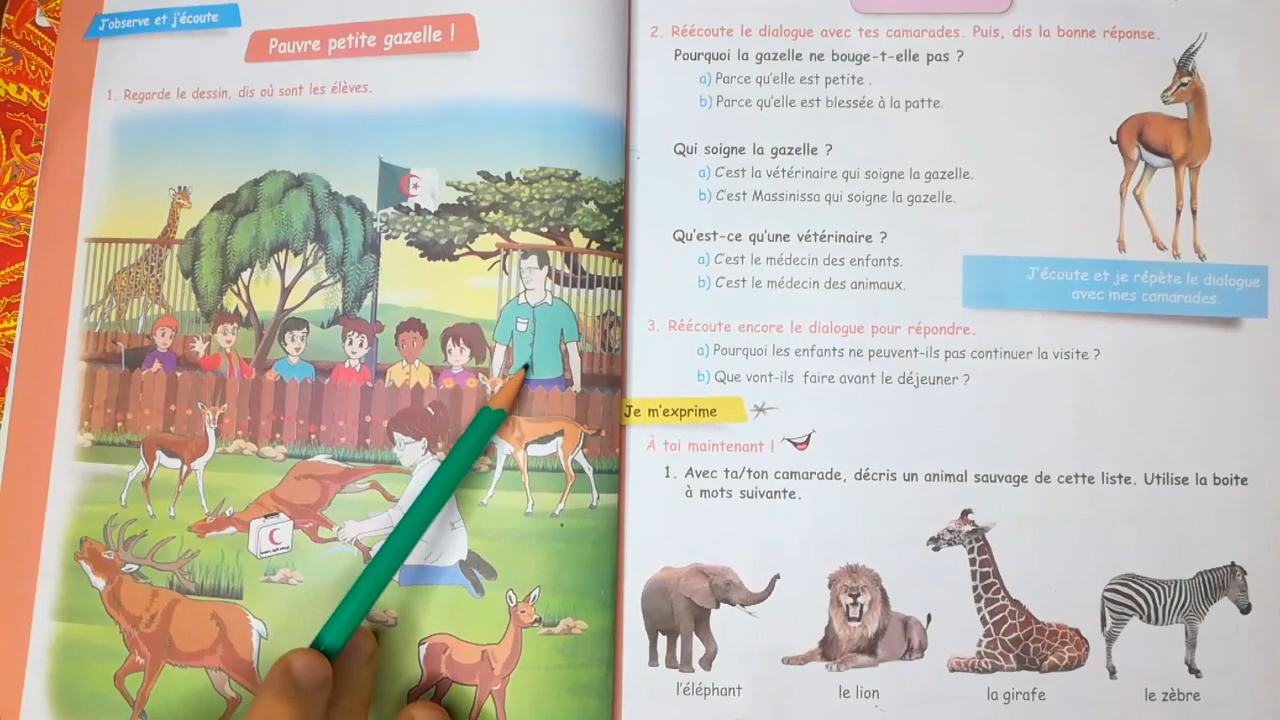 J'observe et j'écoute
Pauvre petite gazelle !
1. Regarde le dessin, dis où sont les élèves.
2. Réécoute le dialogue avec tes camarades. Puis, dis la bonne réponse.
Pourquoi la gazelle ne bouge-t-elle pas ?
a) Parce qu'elle est petite .
b) Parce qu'elle est blessée à la patte.
Qui soigne la gazelle ?
a) C'est la vétérinaire qui soigne la gazelle.
b) C'est Massinissa qui soigne la gazelle.
Qu'est-ce qu'une vétérinaire ?
a) C'est le médecin des enfants.
b) C'est le médecin des animaux.
J'écoute et je répète le dialogue
avec mes camarades.
3. Réécoute encore le dialogue pour répondre.
a) Pourquoi les enfants ne peuvent-ils pas continuer la visite ?
b) Que vont-ils faire avant le déjeuner ?
Je m'exprime
À toi maintenant !
1. Avec ta/ton camarade, décris un animal sauvage de cette liste. Utilise la boite
à mots suivante.
l'éléphant
le lion
la girafe
le zèbre